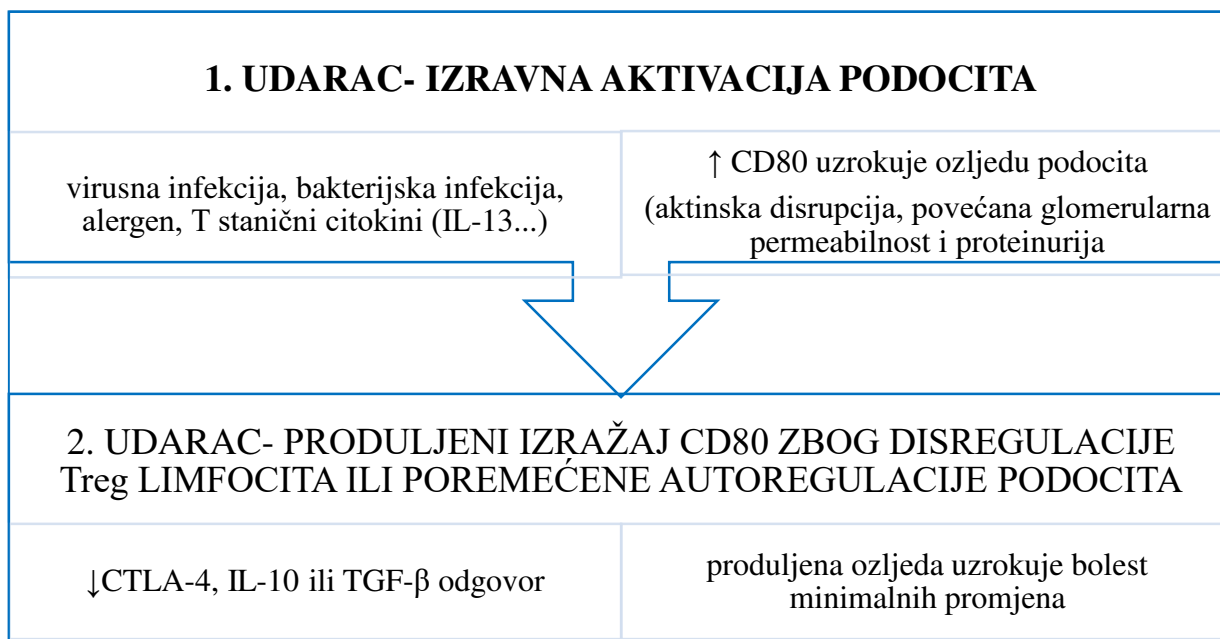 1. UDARAC- IZRAVNA AKTIVACIJA PODOCITA
virusna infekcija, bakterijska infekcija,
alergen, T stanični citokini (IL-13...)
↑ CD80 uzrokuje ozljedu podocita
(aktinska disrupcija, povećana glomerularna
permeabilnost i proteinurija
2. UDARAC- PRODULJENI IZRAŽAJ CD80 ZBOG DISREGULACIJE
Treg LIMFOCITA ILI POREMEĆENE AUTOREGULACIJE PODOCITA
↓CTLA-4, IL-10 ili TGF-β odgovor
produljena ozljeda uzrokuje bolest
minimalnih promjena